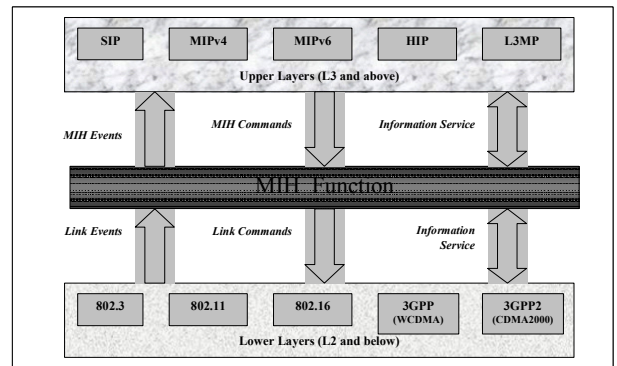 SIP MIPv4 MIPv6 HIP L3MP
Upper Layers (L3 and above)
MIH Events MIH Commands Information Service
MIH Function
Link Events Link Commands Information
Service
802.3 802.11 802.16 3GPP 3GPP2
(WCDMA) (CDMA2000)
Lower Layers (L2 and below)